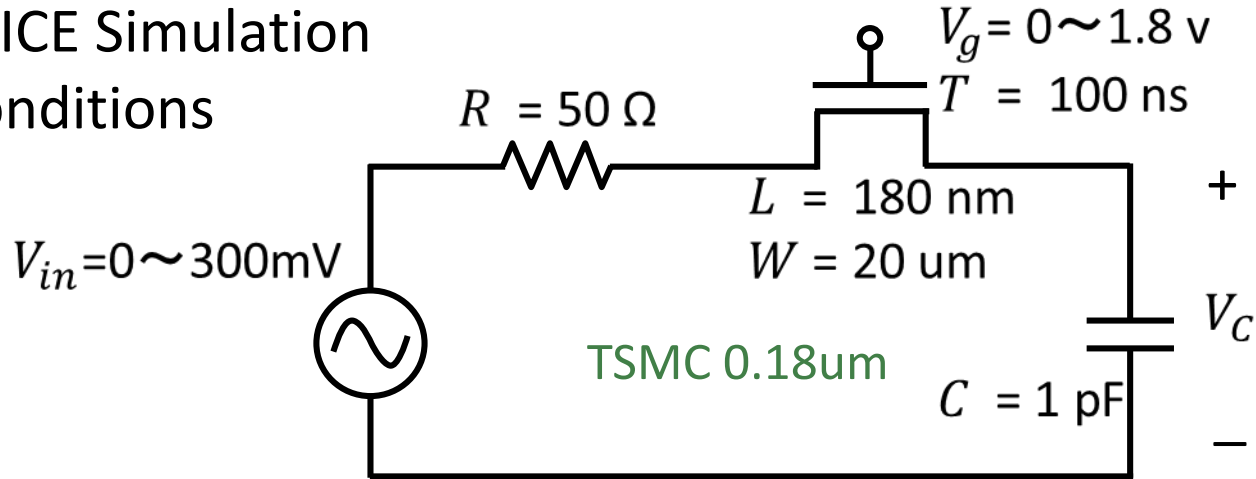 ICE Simulation
onditions
R = 50 Ω
V_g = 0～1.8 v
T = 100 ns
L = 180 nm
W = 20 um
V_in=0～300mV
TSMC 0.18um
C = 1 pF
+
V_C
−